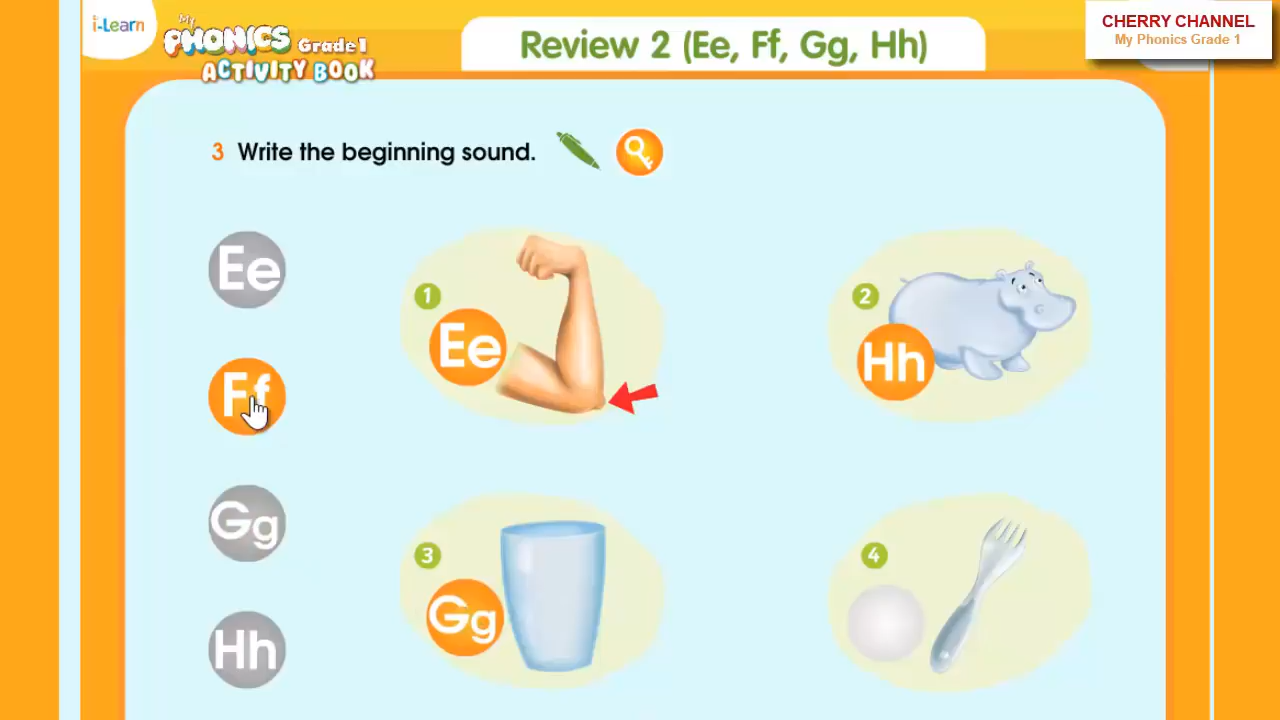 i-Learn
My
PHONICS Grade 1
ACTIVITY BOOK
Review 2 (Ee, Ff, Gg, Hh)
CHERRY CHANNEL
My Phonics Grade 1
3 Write the beginning sound.
Ee
Ff
Gg
Hh
1
Ee
2
Hh
3
Gg
4